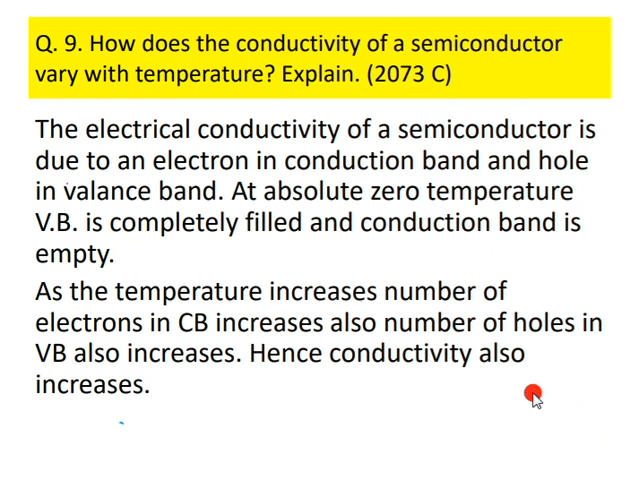 Q. 9. How does the conductivity of a semiconductor
vary with temperature? Explain. (2073 C)
The electrical conductivity of a semiconductor is
due to an electron in conduction band and hole
in valance band. At absolute zero temperature
V.B. is completely filled and conduction band is
empty.
As the temperature increases number of
electrons in CB increases also number of holes in
VB also increases. Hence conductivity also
increases.